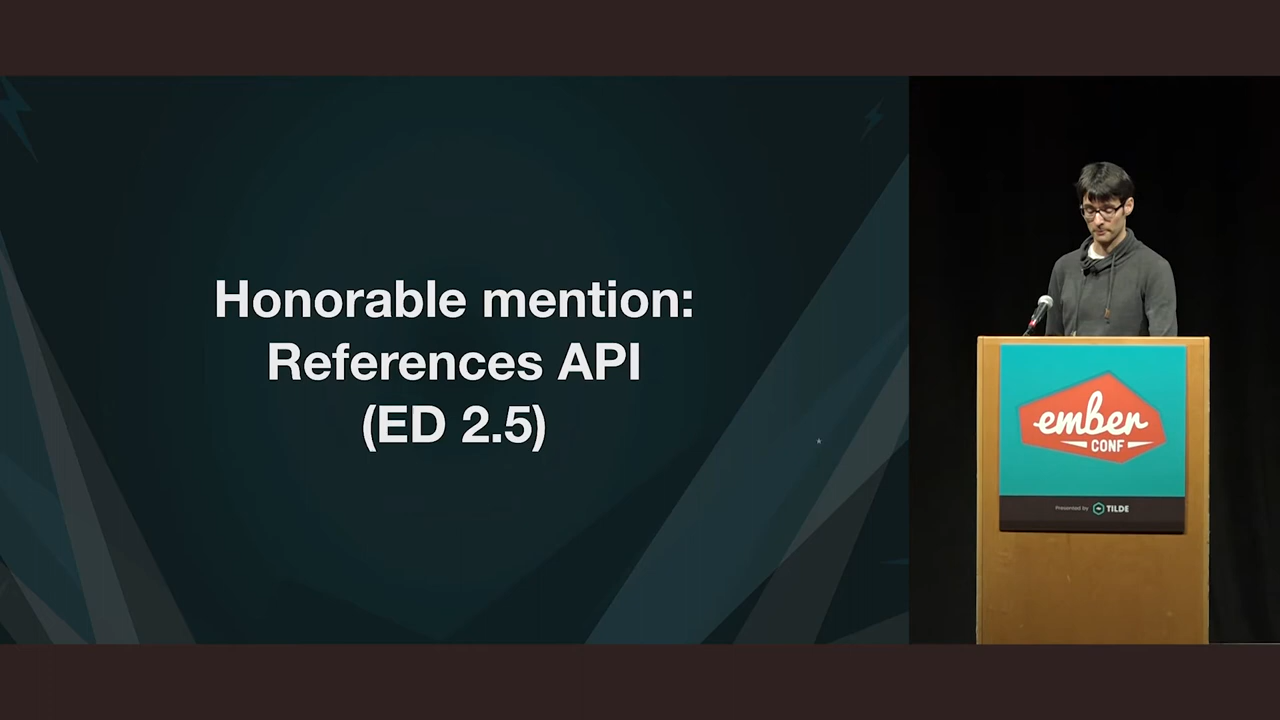 Honorable mention:
References API
(ED 2.5)
ember
CONF
Presented by TILDE